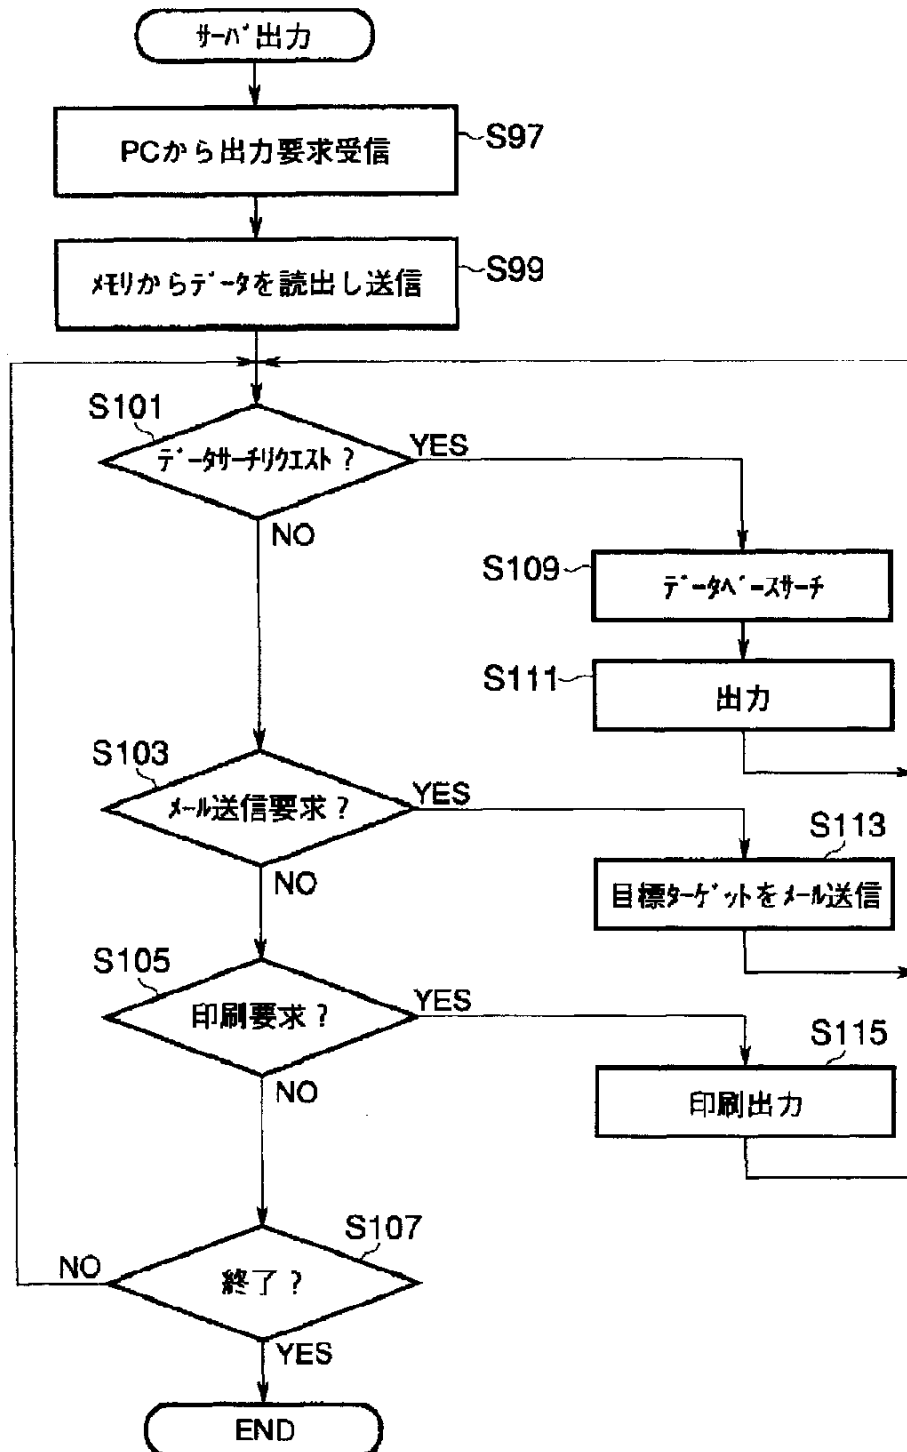 サーバ出力
PCから出力要求受信
S97
メモリからデータを読出し送信
S99
S101
データサーチリクエスト?
YES
NO
S109
データベースサーチ
S111
出力
S103
メール送信要求?
YES
NO
S113
目標ターゲットをメール送信
S105
印刷要求?
YES
NO
S115
印刷出力
S107
終了?
NO
YES
END